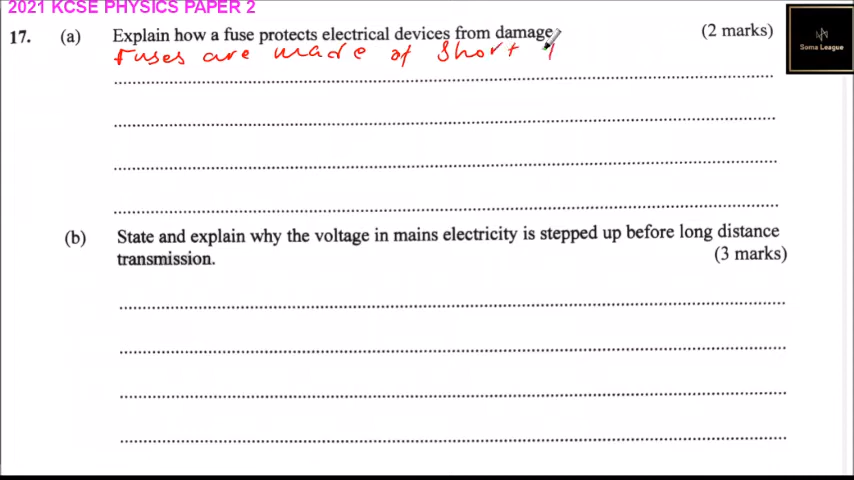 2021 KCSE PHYSICS PAPER 2
17. (a) Explain how a fuse protects electrical devices from damage. (2 marks)
Fuses are made of short
Soma League
(b) State and explain why the voltage in mains electricity is stepped up before long distance
transmission. (3 marks)